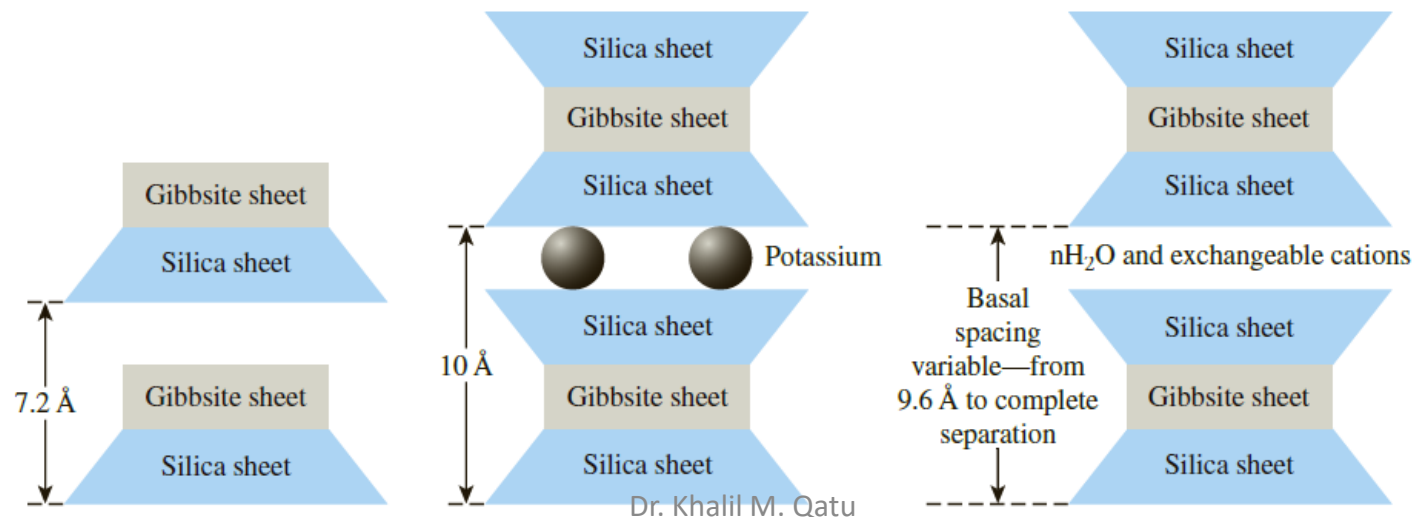 Gibbsite sheet
Silica sheet
7.2 Å
Gibbsite sheet
Silica sheet
Silica sheet
Gibbsite sheet
Silica sheet
Potassium
10 Å
Silica sheet
Gibbsite sheet
Silica sheet
Silica sheet
Gibbsite sheet
Silica sheet
nH₂O and exchangeable cations
Basal
spacing
variable—from
9.6 Å to complete
separation
Silica sheet
Gibbsite sheet
Silica sheet
Dr. Khalil M. Qatu